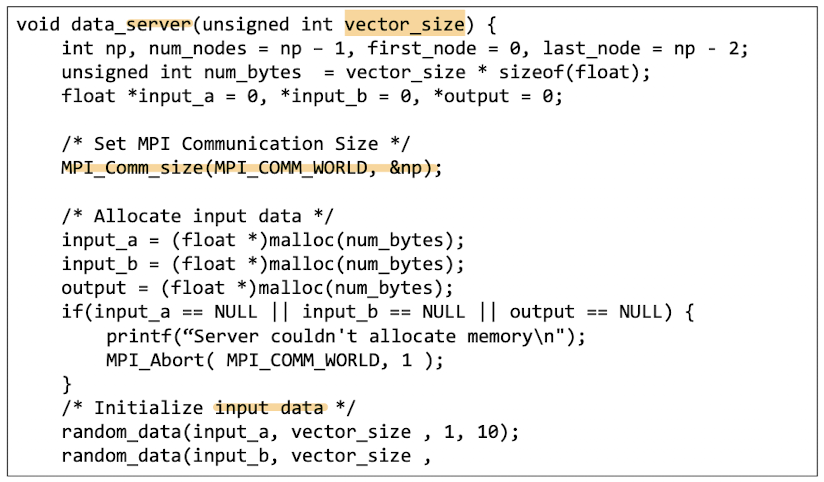 void data_server(unsigned int vector_size) {
    int np, num_nodes = np – 1, first_node = 0, last_node = np - 2;
    unsigned int num_bytes  = vector_size * sizeof(float);
    float *input_a = 0, *input_b = 0, *output = 0;
    /* Set MPI Communication Size */
    MPI_Comm_size(MPI_COMM_WORLD, &np);
    /* Allocate input data */
    input_a = (float *)malloc(num_bytes);
    input_b = (float *)malloc(num_bytes);
    output = (float *)malloc(num_bytes);
    if(input_a == NULL || input_b == NULL || output == NULL) {
        printf(“Server couldn't allocate memory\n");
        MPI_Abort( MPI_COMM_WORLD, 1 );
    }
    /* Initialize input data */
    random_data(input_a, vector_size , 1, 10);
    random_data(input_b, vector_size ,